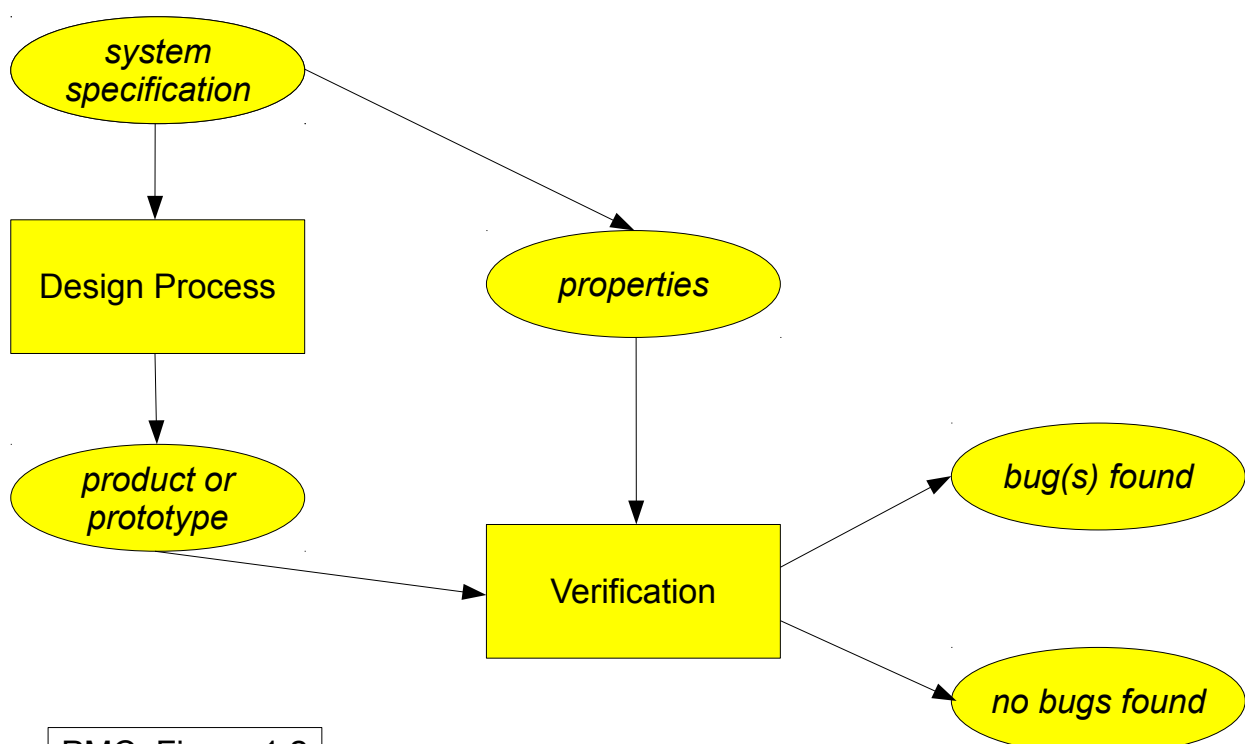 system
specification
Design Process
properties
product or
prototype
bug(s) found
Verification
no bugs found